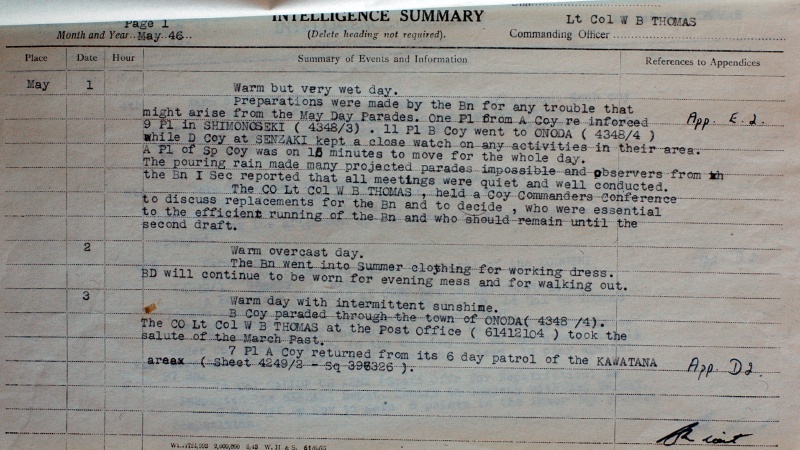 INTELLIGENCE SUMMARY
Page 1
Lt Col W B THOMAS
Month and Year.. May 46...
(Delete heading not required).
Commanding Officer
Place
Date
Hour
Summary of Events and Information
References to Appendices
May 1 Warm but very wet day.
Preparations were made by the Bn for any trouble that
might arise from the May Day Parades. One Pl from A Coy re inforced
App. E.2.
9 Pl in SHIMONOSEKI ( 4348/3) . 11 Pl B Coy went to ONODA ( 4348/4 )
while D Coy at SENZAKI kept a close watch on any activities in their area.
A Pl of Sp Coy was on 15 minutes to move for the whole day.
The pouring rain made many projected parades impossible and observers from
the Bn I Sec reported that all meetings were quiet and well conducted.
The CO Lt Col W B THOMAS , held a Coy Commanders Conference
to discuss replacements for the Bn and to decide , who were essential
to the efficient running of the Bn and who should remain until the
second draft.
2 Warm overcast day.
The Bn went into Summer clothing for working dress.
BD will continue to be worn for evening mess and for walking out.
3 Warm day with intermittent sunshine.
B Coy paraded through the town of ONODA( 4348 /4).
The CO Lt Col W B THOMAS at the Post Office ( 61412104 ) took the
salute of the March Past.
7 Pl A Coy returned from its 6 day patrol of the KAWATANA
App. D2.
areax ( Sheet 4249/2 - Sq 398326 ).